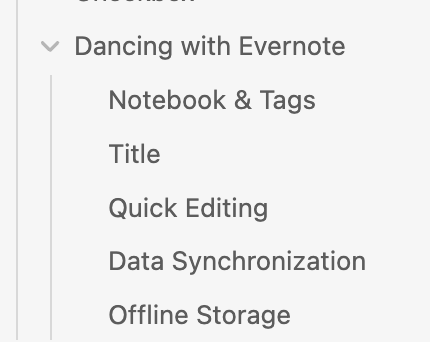 Dancing with Evernote
Notebook & Tags
Title
Quick Editing
Data Synchronization
Offline Storage